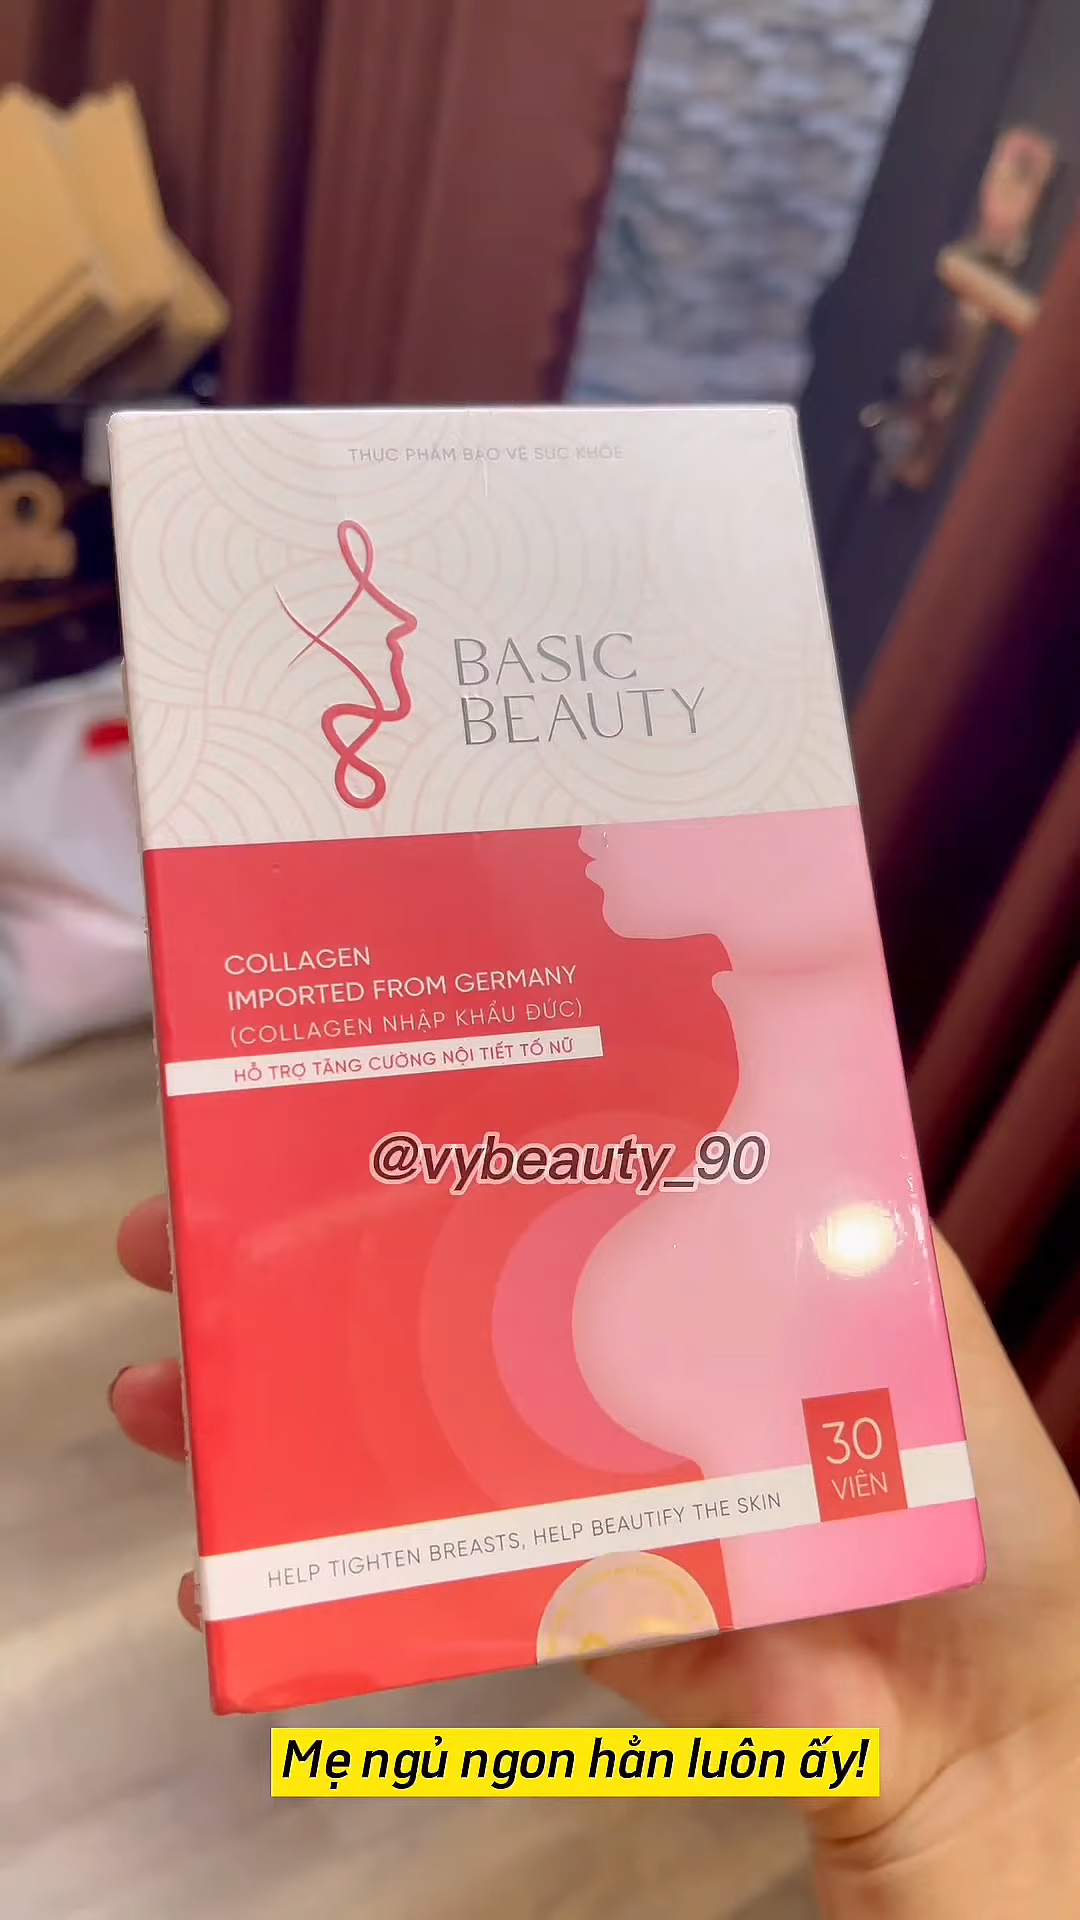 THỰC PHẨM BẢO VỆ SỨC KHỎE
BASIC
BEAUTY
COLLAGEN
IMPORTED FROM GERMANY
(COLLAGEN NHẬP KHẨU ĐỨC)
HỖ TRỢ TĂNG CƯỜNG NỘI TIẾT TỐ NỮ
@vybeauty_90
30
VIÊN
HELP TIGHTEN BREASTS, HELP BEAUTIFY THE SKIN
Mẹ ngủ ngon hẳn luôn ấy!